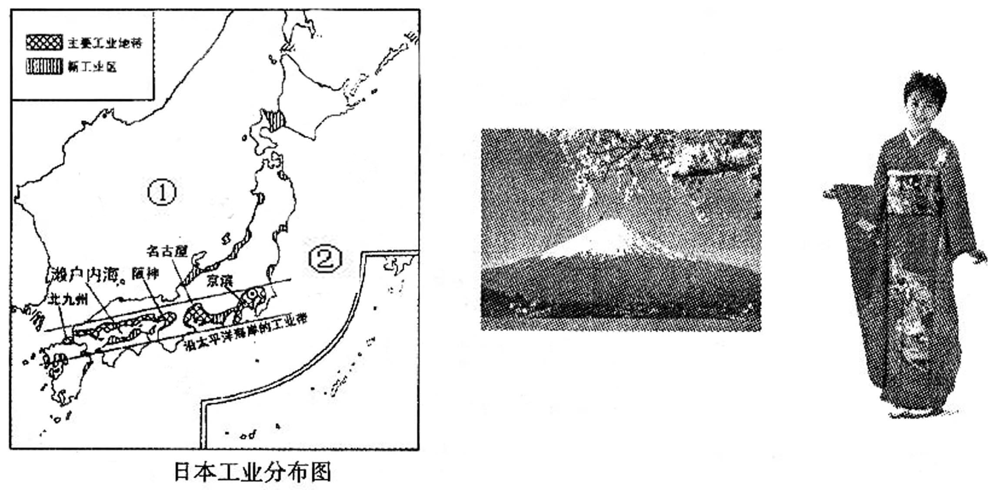 主要工业地带
新工业区
①
②
名古屋
濑户内海
阪神
京滨
北九州
沿太平洋海岸的工业带
日本工业分布图